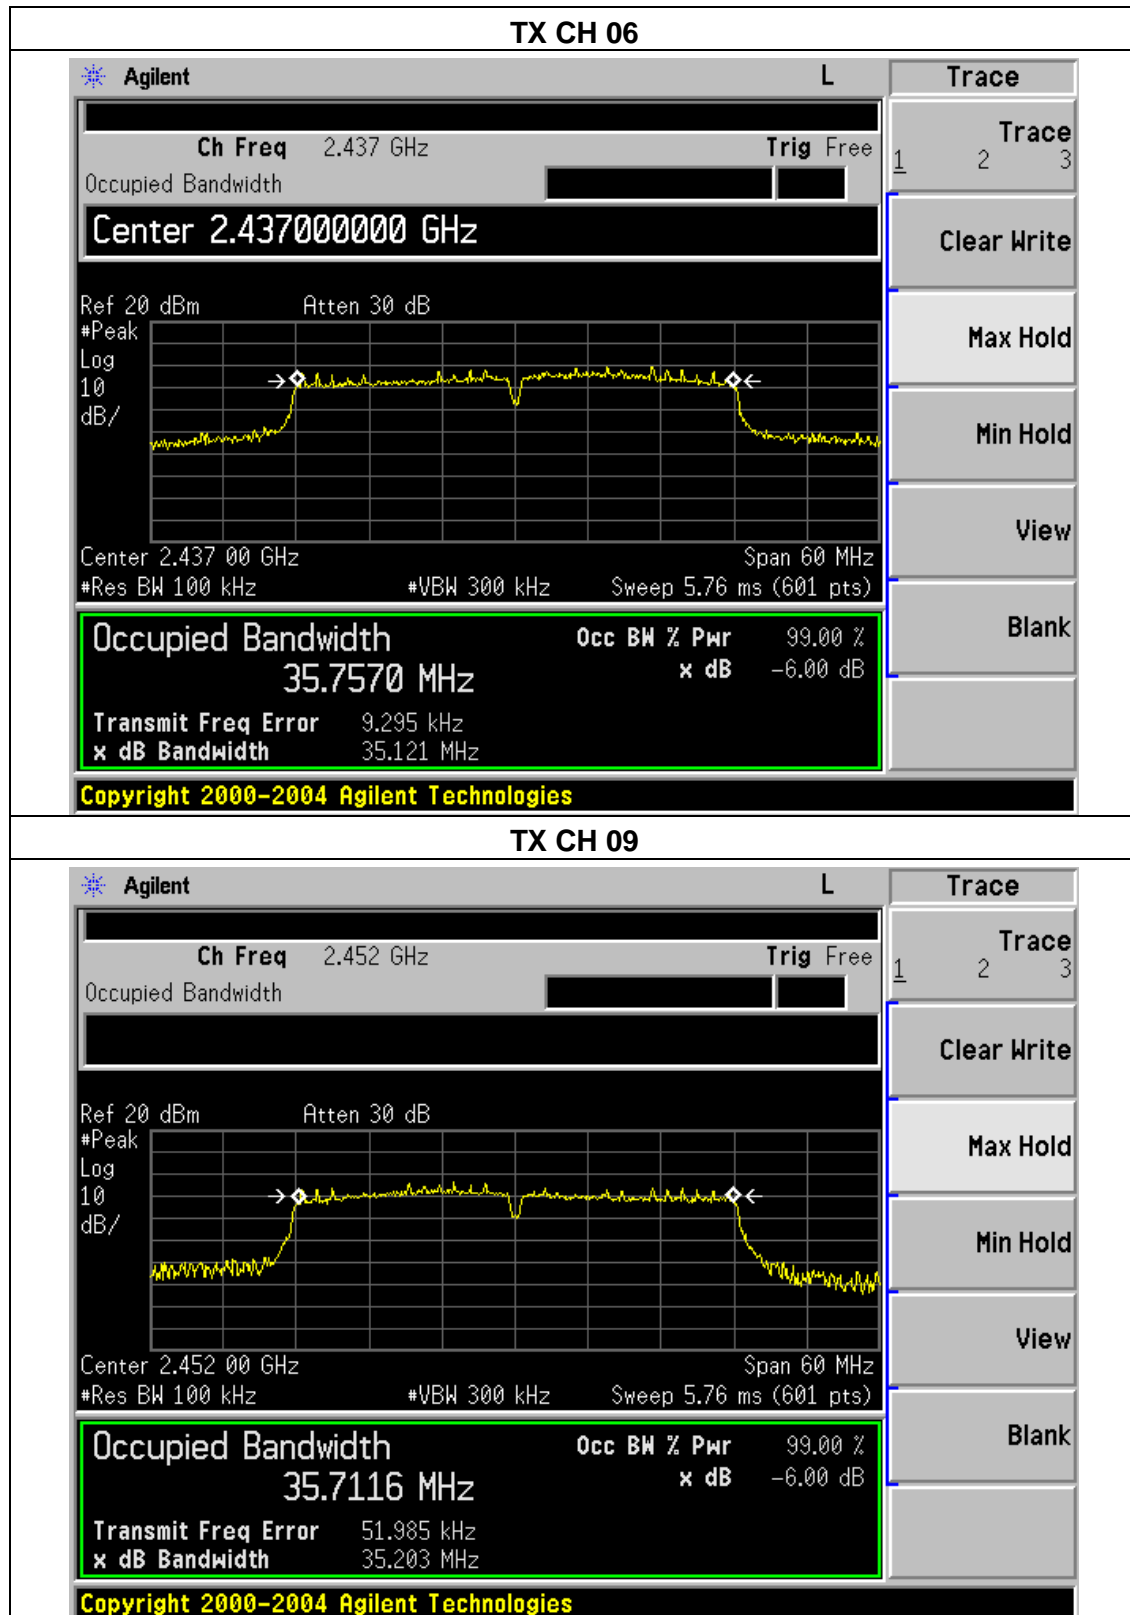 TX CH 06
Agilent L Trace
Ch Freq 2.437 GHz Trig Free
Occupied Bandwidth
Center 2.437000000 GHz
Ref 20 dBm Atten 30 dB
#Peak
Log
10
dB/
Center 2.437 00 GHz Span 60 MHz
#Res BW 100 kHz #VBW 300 kHz Sweep 5.76 ms (601 pts)
Occupied Bandwidth Occ BW % Pwr 99.00 %
35.7570 MHz x dB -6.00 dB
Transmit Freq Error 9.295 kHz
x dB Bandwidth 35.121 MHz
Copyright 2000-2004 Agilent Technologies
Trace
1 2 3
Clear Write
Max Hold
Min Hold
View
Blank
TX CH 09
Agilent L Trace
Ch Freq 2.452 GHz Trig Free
Occupied Bandwidth
Ref 20 dBm Atten 30 dB
#Peak
Log
10
dB/
Center 2.452 00 GHz Span 60 MHz
#Res BW 100 kHz #VBW 300 kHz Sweep 5.76 ms (601 pts)
Occupied Bandwidth Occ BW % Pwr 99.00 %
35.7116 MHz x dB -6.00 dB
Transmit Freq Error 51.985 kHz
x dB Bandwidth 35.203 MHz
Copyright 2000-2004 Agilent Technologies
Trace
1 2 3
Clear Write
Max Hold
Min Hold
View
Blank